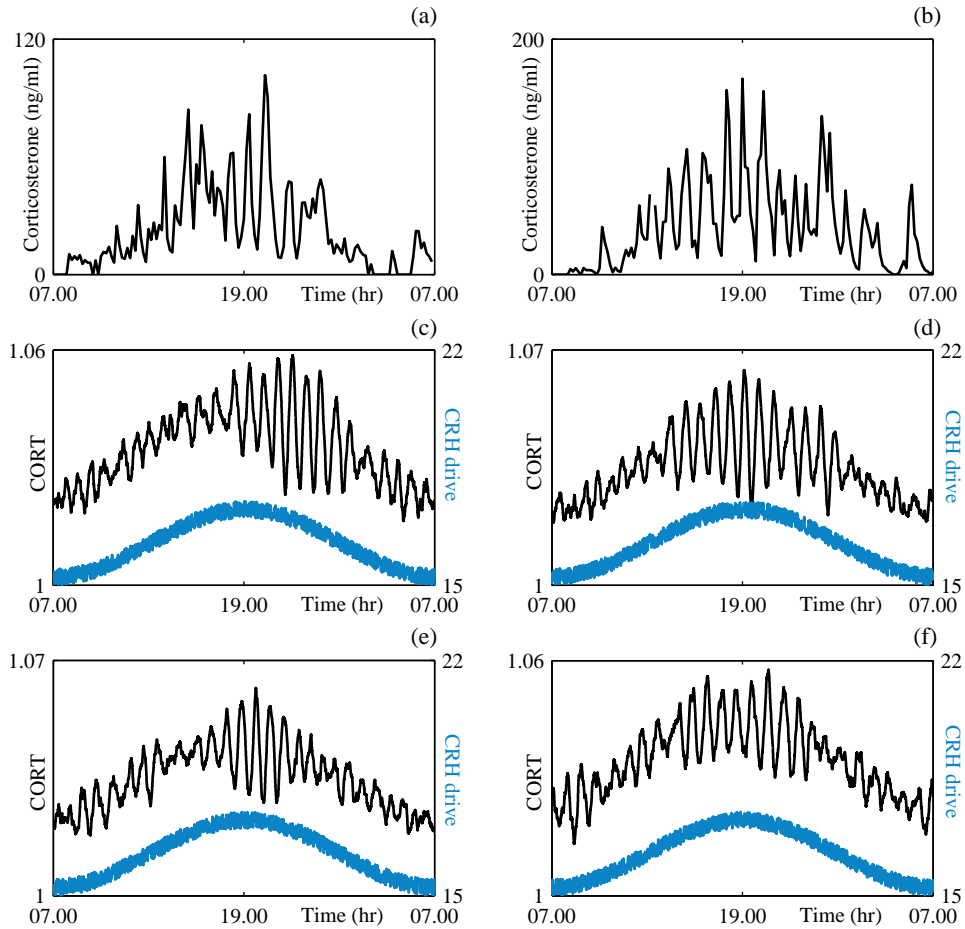 (a)
120
Corticosterone (ng/ml)
0
07.00
19.00
Time (hr)
07.00
(b)
200
Corticosterone (ng/ml)
0
07.00
19.00
Time (hr)
07.00
(c)
1.06
22
CORT
CRH drive
1
15
07.00
19.00
Time (hr)
07.00
(d)
1.07
22
CORT
CRH drive
1
15
07.00
19.00
Time (hr)
07.00
(e)
1.07
22
CORT
CRH drive
1
15
07.00
19.00
Time (hr)
07.00
(f)
1.06
22
CORT
CRH drive
1
15
07.00
19.00
Time (hr)
07.00